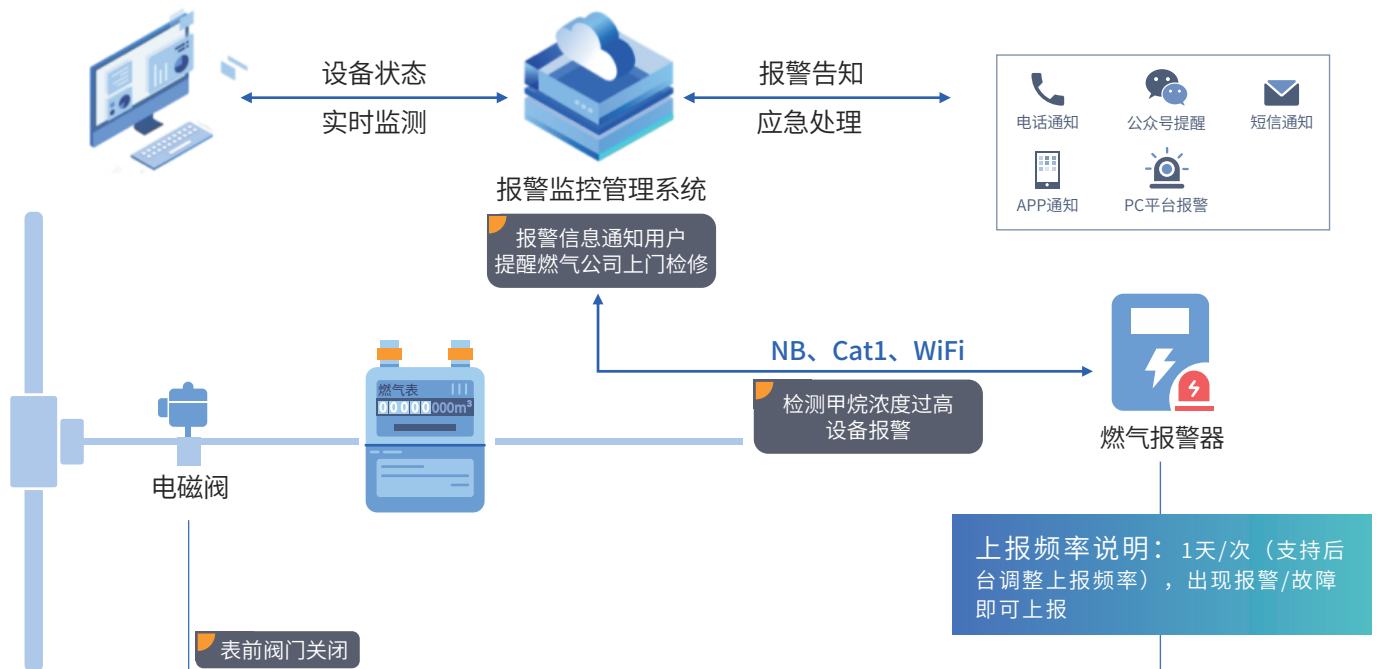 设备状态
实时监测
报警告知
应急处理
电话通知
公众号提醒
短信通知
APP通知
PC平台报警
报警监控管理系统
报警信息通知用户
提醒燃气公司上门检修
NB、Cat1、WiFi
燃气表
00000000m³
检测甲烷浓度过高
设备报警
燃气报警器
电磁阀
上报频率说明：1天/次（支持后
台调整上报频率），出现报警/故障
即可上报
表前阀门关闭